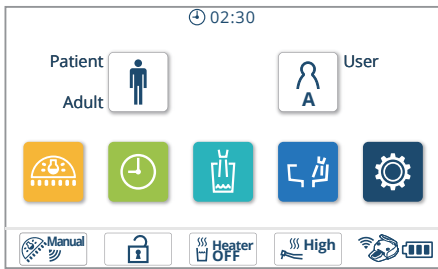 02:30
Patient
User
Adult
A
Manual
Heater
OFF
High